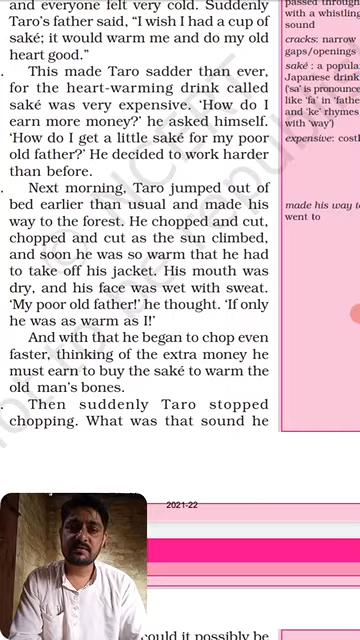 and everyone felt very cold. Suddenly
Taro's father said, "I wish I had a cup of
saké; it would warm me and do my old
heart good."
This made Taro sadder than ever,
for the heart-warming drink called
saké was very expensive. 'How do I
earn more money?' he asked himself.
'How do I get a little saké for my poor
old father?' He decided to work harder
than before.
Next morning, Taro jumped out of
bed earlier than usual and made his
way to the forest. He chopped and cut,
chopped and cut as the sun climbed,
and soon he was so warm that he had
to take off his jacket. His mouth was
dry, and his face was wet with sweat.
'My poor old father!' he thought. 'If only
he was as warm as I!'
And with that he began to chop even
faster, thinking of the extra money he
must earn to buy the saké to warm the
old man's bones.
Then suddenly Taro stopped
chopping. What was that sound he
passed through
with a whistling
sound
cracks: narrow
gaps/openings
saké : a popular
Japanese drink
('sa' is pronounced
like 'fa' in 'father'
and 'ke' rhymes
with 'way')
expensive: costly
made his way to
went to
2021-22
could it possibly be